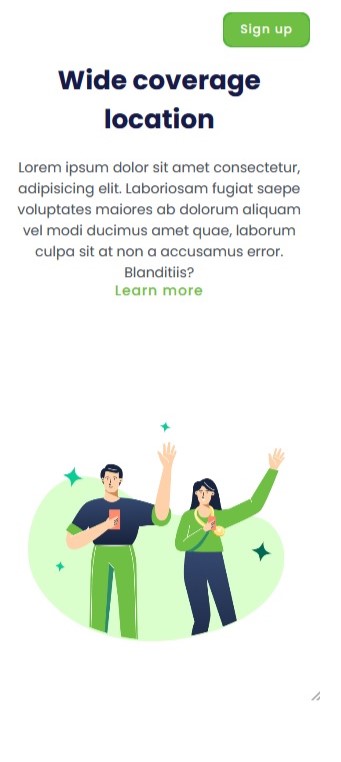 Sign up
Wide coverage
location
Lorem ipsum dolor sit amet consectetur,
adipisicing elit. Laboriosam fugiat saepe
voluptates maiores ab dolorum aliquam
vel modi ducimus amet quae, laborum
culpa sit at non a accusamus error.
Blanditiis?
Learn more